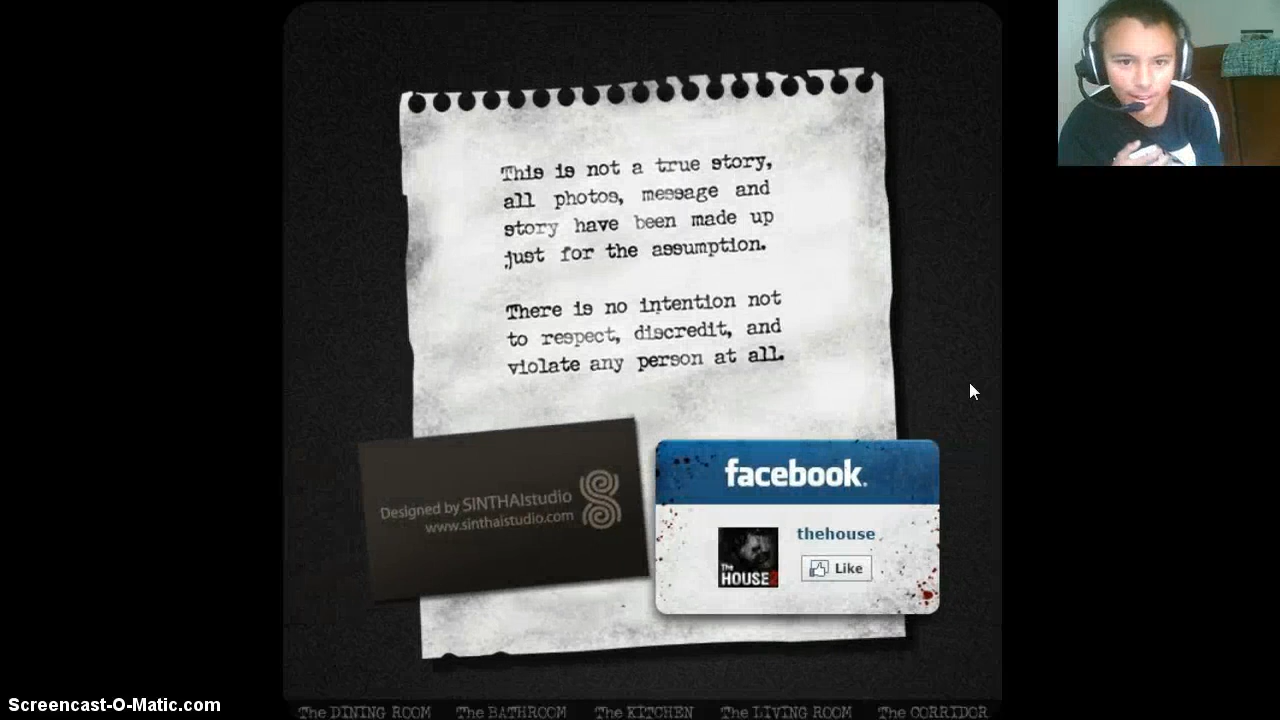 This is not a true story,
all photos, message and
story have been made up
just for the assumption.
There is no intention not
to respect, discredit, and
violate any person at all.
Designed by SINTHAIstudio
www.sinthaistudio.com
facebook.
thehouse
Like
The
HOUSE2
Screencast-O-Matic.com
The DINING ROOM The BATHROOM The KITCHEN The LIVING ROOM The CORRIDOR